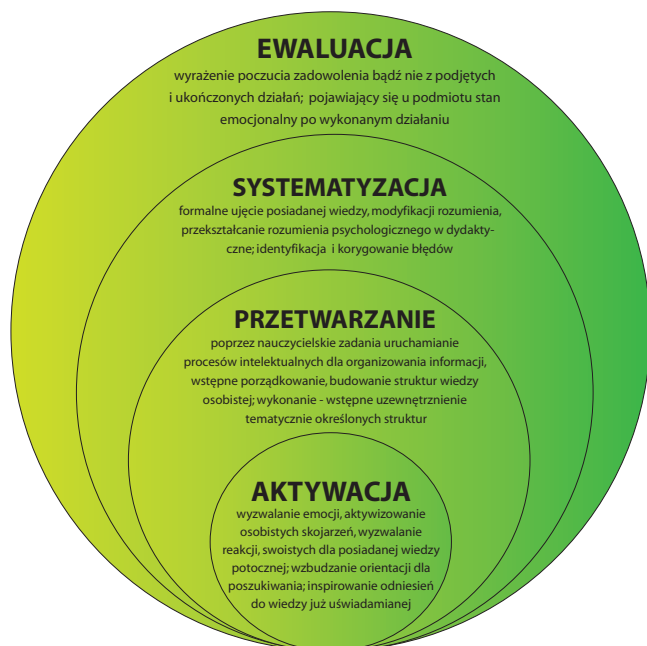 EWALUACJA
wyrażenie poczucia zadowolenia bądź nie z podjętych
i ukończonych działań; pojawiający się u podmiotu stan
emocjonalny po wykonanym działaniu
SYSTEMATYZACJA
formalne ujęcie posiadanej wiedzy, modyfikacji rozumienia,
przekształcanie rozumienia psychologicznego w dydakty-
czne; identyfikacja i korygowanie błędów
PRZETWARZANIE
poprzez nauczycielskie zadania uruchamianie
procesów intelektualnych dla organizowania informacji,
wstępne porządkowanie, budowanie struktur wiedzy
osobistej; wykonanie - wstępne uzewnętrznienie
tematycznie określonych struktur
AKTYWACJA
wyzwalanie emocji, aktywizowanie
osobistych skojarzeń, wyzwalanie
reakcji, swoistych dla posiadanej wiedzy
potocznej; wzbudzanie orientacji dla
poszukiwania; inspirowanie odniesień
do wiedzy już uświadamianej